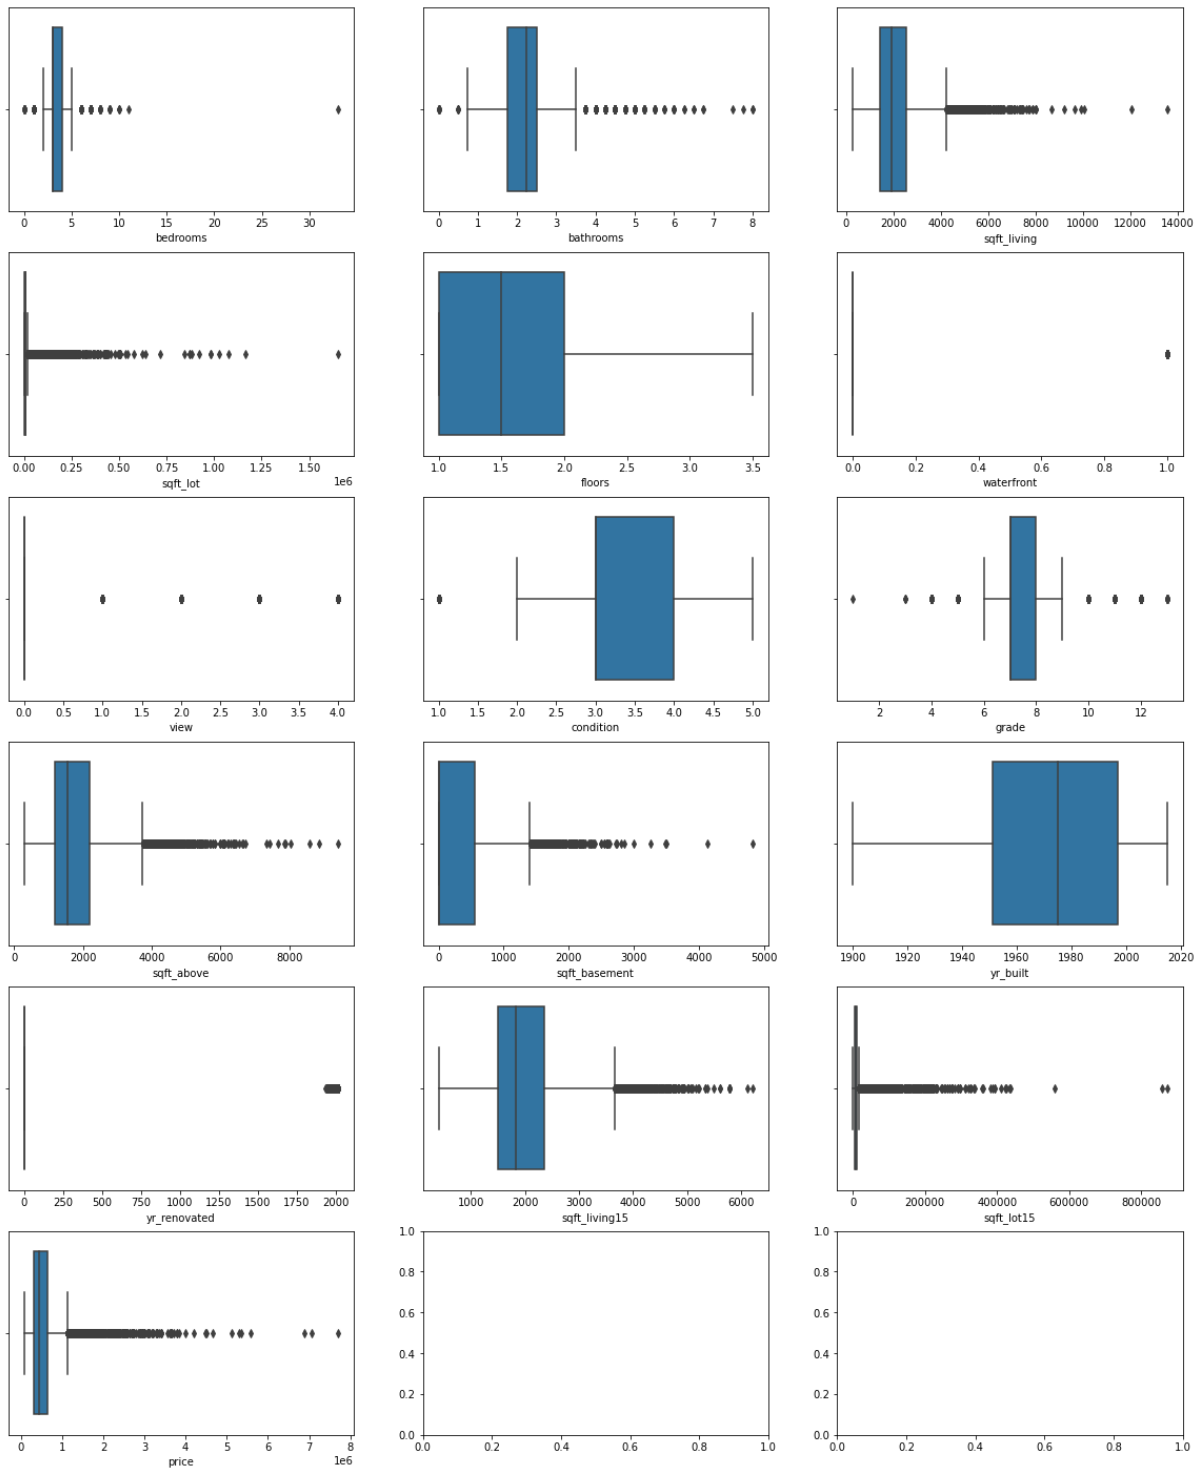 0 5 10 15 20 25 30
bedrooms
0 1 2 3 4 5 6 7 8
bathrooms
0 2000 4000 6000 8000 10000 12000 14000
sqft_living
0.00 0.25 0.50 0.75 1.00 1.25 1.50
sqft_lot 1e6
1.0 1.5 2.0 2.5 3.0 3.5
floors
0.0 0.2 0.4 0.6 0.8 1.0
waterfront
0.0 0.5 1.0 1.5 2.0 2.5 3.0 3.5 4.0
view
1.0 1.5 2.0 2.5 3.0 3.5 4.0 4.5 5.0
condition
2 4 6 8 10 12
grade
0 2000 4000 6000 8000
sqft_above
0 1000 2000 3000 4000 5000
sqft_basement
1900 1920 1940 1960 1980 2000 2020
yr_built
0 250 500 750 1000 1250 1500 1750 2000
yr_renovated
1000 2000 3000 4000 5000 6000
sqft_living15
0 200000 400000 600000 800000
sqft_lot15
0 1 2 3 4 5 6 7 8
price 1e6
1.0
0.8
0.6
0.4
0.2
0.0
0.0 0.2 0.4 0.6 0.8 1.0
1.0
0.8
0.6
0.4
0.2
0.0
0.0 0.2 0.4 0.6 0.8 1.0